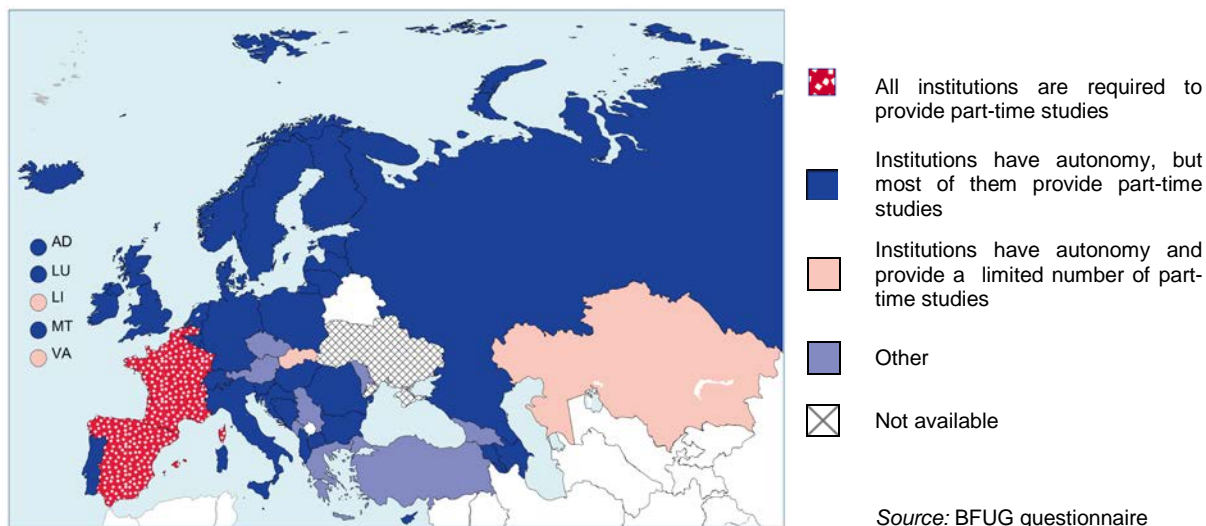 AD
LU
LI
MT
VA
All institutions are required to
provide part-time studies
Institutions have autonomy, but
most of them provide part-time
studies
Institutions have autonomy and
provide a limited number of part-
time studies
Other
Not available
Source: BFUG questionnaire